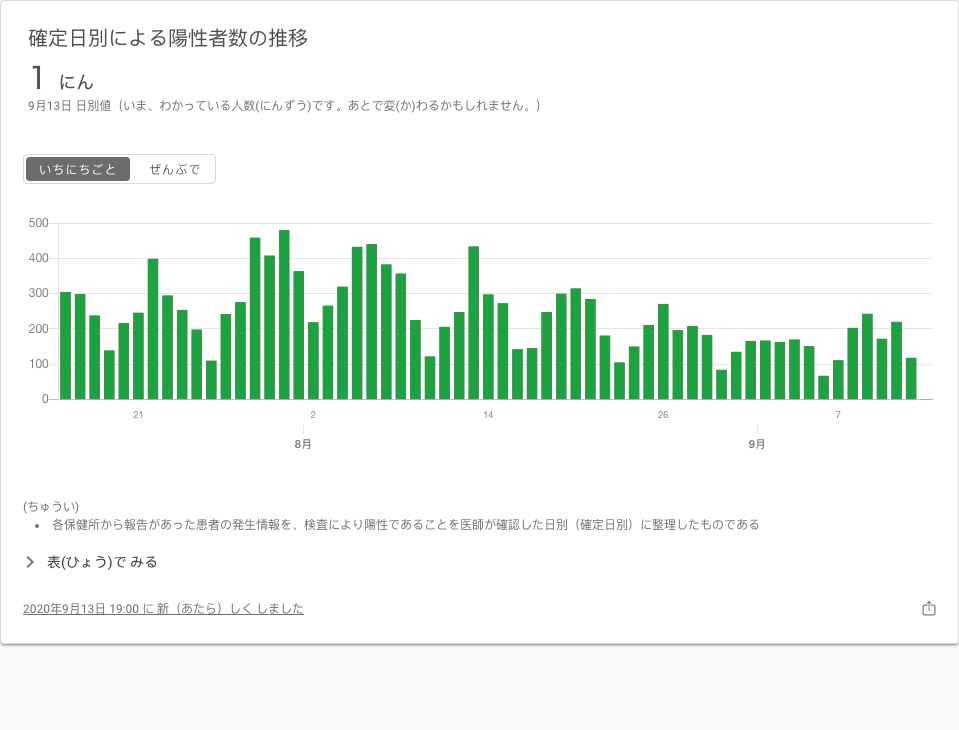 確定日別による陽性者数の推移
1 にん
9月13日 日別値（いま、わかっている人数(にんずう)です。あとで変(か)わるかもしれません。）
いちにちごと ぜんぶで
500
400
300
200
100
0
21 2 14 26 7
8月 9月
(ちゅうい)
• 各保健所から報告があった患者の発生情報を、検査により陽性であることを医師が確認した日別（確定日別）に整理したものである
表(ひょう)で みる
2020年9月13日 19:00 に 新（あたら）しく しました